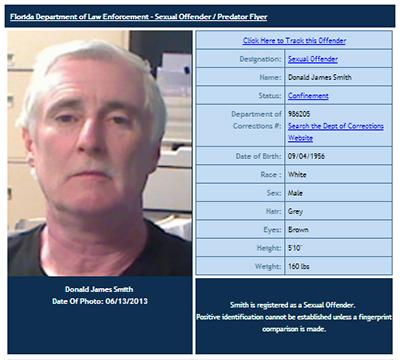 Florida Department of Law Enforcement - Sexual Offender / Predator Flyer
Click Here to Track this Offender
Designation: Sexual Offender
Name: Donald James Smith
Status: Confinement
Department of Corrections #: 986205
Search the Dept of Corrections
Website
Date of Birth: 09/04/1956
Race : White
Sex: Male
Hair: Grey
Eyes: Brown
Height: 5'10"
Weight: 160 lbs
Donald James Smith
Date Of Photo: 06/13/2013
Smith is registered as a Sexual Offender.
Positive identification cannot be established unless a fingerprint
comparison is made.